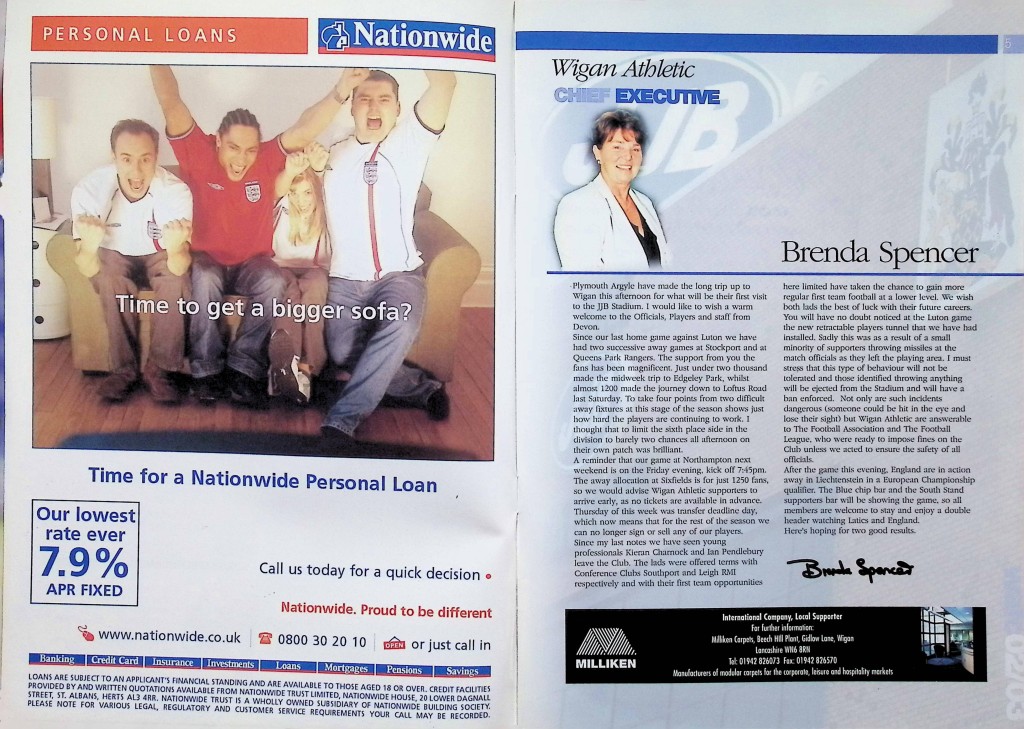 PERSONAL LOANS
Nationwide
Time to get a bigger sofa?
Time for a Nationwide Personal Loan
Our lowest
rate ever
7.9%
APR FIXED
Call us today for a quick decision
Nationwide. Proud to be different
www.nationwide.co.uk
0800 30 20 10
OPEN
or just call in
Banking
Credit Card
Insurance
Investments
Loans
Mortgages
Pensions
Savings
LOANS ARE SUBJECT TO AN APPLICANT'S FINANCIAL STANDING AND ARE AVAILABLE TO THOSE AGED 18 OR OVER. CREDIT FACILITIES
PROVIDED BY AND WRITTEN QUOTATIONS AVAILABLE FROM NATIONWIDE TRUST LIMITED, NATIONWIDE HOUSE, 20 LOWER DAGNALL
STREET, ST. ALBANS, HERTS AL3 4RR. NATIONWIDE TRUST IS A WHOLLY OWNED SUBSIDIARY OF NATIONWIDE BUILDING SOCIETY.
PLEASE NOTE FOR VARIOUS LEGAL, REGULATORY AND CUSTOMER SERVICE REQUIREMENTS YOUR CALL MAY BE RECORDED.
Wigan Athletic
CHIEF EXECUTIVE
JJB
Brenda Spencer
Plymouth Argyle have made the long trip up to
Wigan this afternoon for what will be their first visit
to the JJB Stadium. I would like to wish a warm
welcome to the Officials, Players and staff from
Devon.
Since our last home game against Luton we have
had two successive away games at Stockport and at
Queens Park Rangers. The support from you the
fans has been magnificent. Just under two thousand
made the midweek trip to Edgeley Park, whilst
almost 1200 made the journey down to Loftus Road
last Saturday. To take four points from two difficult
away fixtures at this stage of the season shows just
how hard the players are continuing to work. I
thought that to limit the sixth place side in the
division to barely two chances all afternoon on
their own patch was brilliant.
A reminder that our game at Northampton next
weekend is on the Friday evening, kick off 7:45pm.
The away allocation at Sixfields is for just 1250 fans,
so we would advise Wigan Athletic supporters to
arrive early, as no tickets are available in advance.
Thursday of this week was transfer deadline day,
which now means that for the rest of the season we
can no longer sign or sell any of our players.
Since my last notes we have seen young
professionals Kieran Charnock and Ian Pendlebury
leave the Club. The lads were offered terms with
Conference Clubs Southport and Leigh RMI
respectively and with their first team opportunities
here limited have taken the chance to gain more
regular first team football at a lower level. We wish
both lads the best of luck with their future careers.
You will have no doubt noticed at the Luton game
the new retractable players tunnel that we have had
installed. Sadly this was as a result of a small
minority of supporters throwing missiles at the
match officials as they left the playing area. I must
stress that this type of behaviour will not be
tolerated and those identified throwing anything
will be ejected from the Stadium and will have a
ban enforced. Not only are such incidents
dangerous (someone could be hit in the eye and
lose their sight) but Wigan Athletic are answerable
to The Football Association and The Football
League, who were ready to impose fines on the
Club unless we acted to ensure the safety of all
officials.
After the game this evening, England are in action
away in Liechtenstein in a European Championship
qualifier. The Blue chip bar and the South Stand
supporters bar will be showing the game, so all
members are welcome to stay and enjoy a double
header watching Latics and England.
Here's hoping for two good results.
Brenda Spencer
MILLIKEN
International Company, Local Supporter
For further information:
Milliken Carpets, Beech Hill Plant, Gidlow Lane, Wigan
Lancashire WN6 8RN
Tel: 01942 826073 Fax: 01942 826570
Manufacturers of modular carpets for the corporate, leisure and hospitality markets